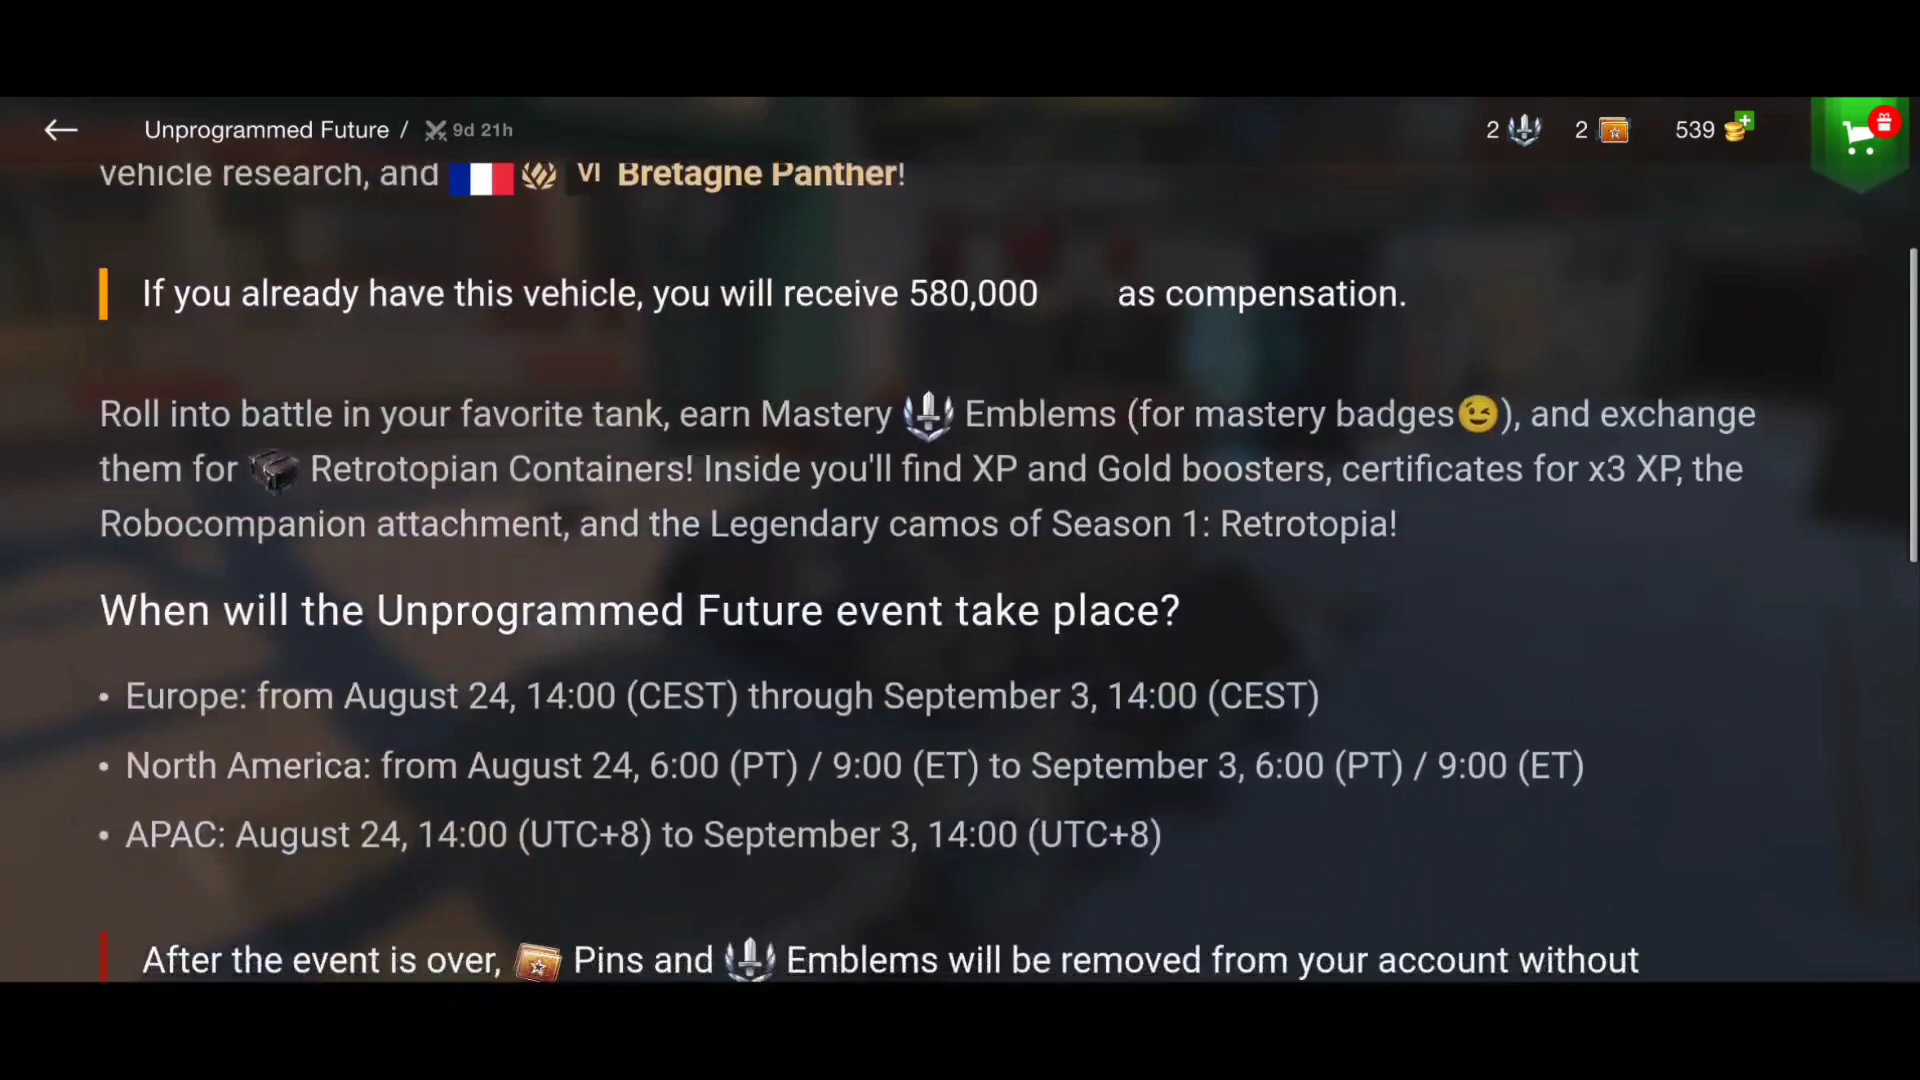 Unprogrammed Future / 9d 21h 2 2 539
vehicle research, and VI Bretagne Panther!
If you already have this vehicle, you will receive 580,000 as compensation.
Roll into battle in your favorite tank, earn Mastery Emblems (for mastery badges😉), and exchange
them for Retrotopian Containers! Inside you'll find XP and Gold boosters, certificates for x3 XP, the
Robocompanion attachment, and the Legendary camos of Season 1: Retrotopia!
When will the Unprogrammed Future event take place?
• Europe: from August 24, 14:00 (CEST) through September 3, 14:00 (CEST)
• North America: from August 24, 6:00 (PT) / 9:00 (ET) to September 3, 6:00 (PT) / 9:00 (ET)
• APAC: August 24, 14:00 (UTC+8) to September 3, 14:00 (UTC+8)
After the event is over, Pins and Emblems will be removed from your account without